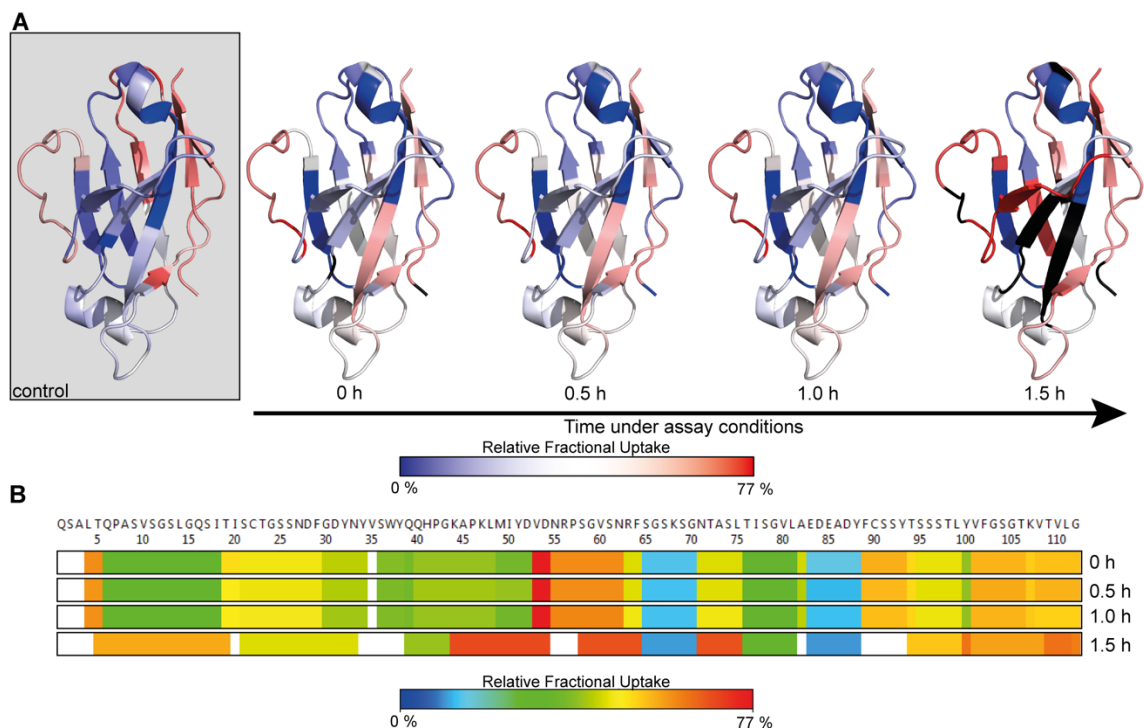 A
control
0 h
0.5 h
1.0 h
1.5 h
Time under assay conditions
Relative Fractional Uptake
0 %
77 %
B
QSALTQPASVSGSLGQSITISCTGSSNDFGDYNYVSWYQQHPGKAPKLMIYDVDNRPSGVSNRFSGSKSGNTASLTISGVLAEDEADYFCSSYTSSSTLYVFGSGTKVTVLG
5 10 15 20 25 30 35 40 45 50 55 60 65 70 75 80 85 90 95 100 105 110
0 h
0.5 h
1.0 h
1.5 h
Relative Fractional Uptake
0%
77 %